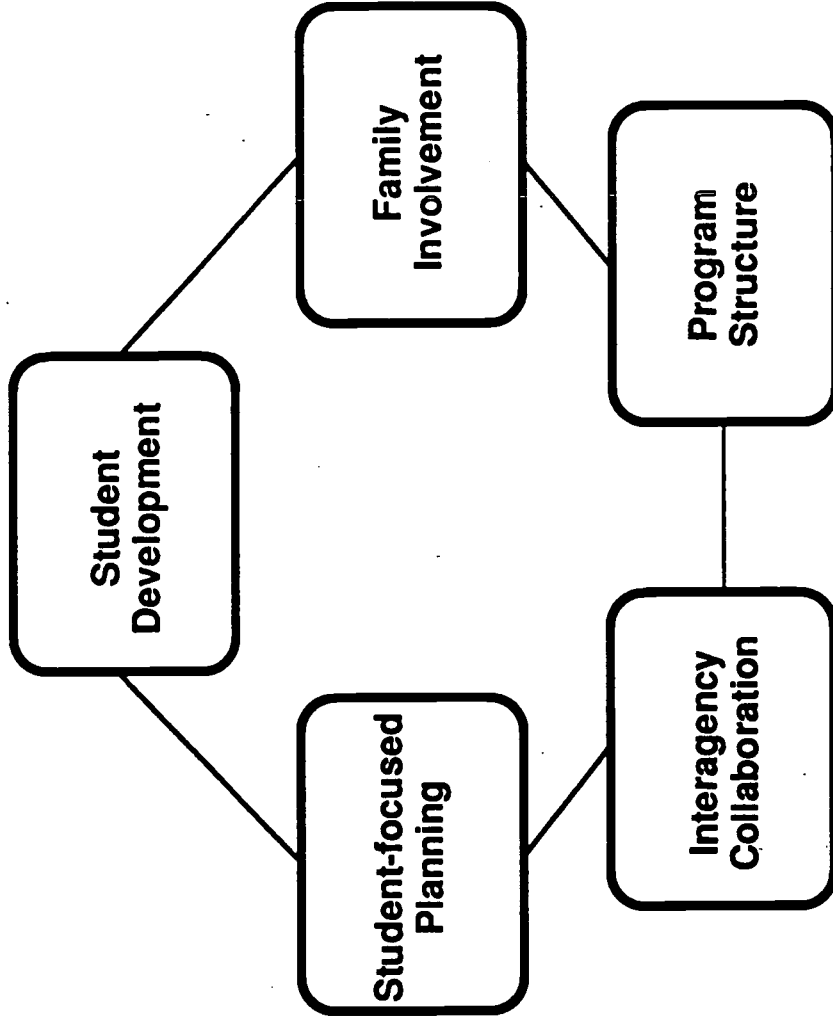 Student
Development
Student-focused
Planning
Family
Involvement
Interagency
Collaboration
Program
Structure